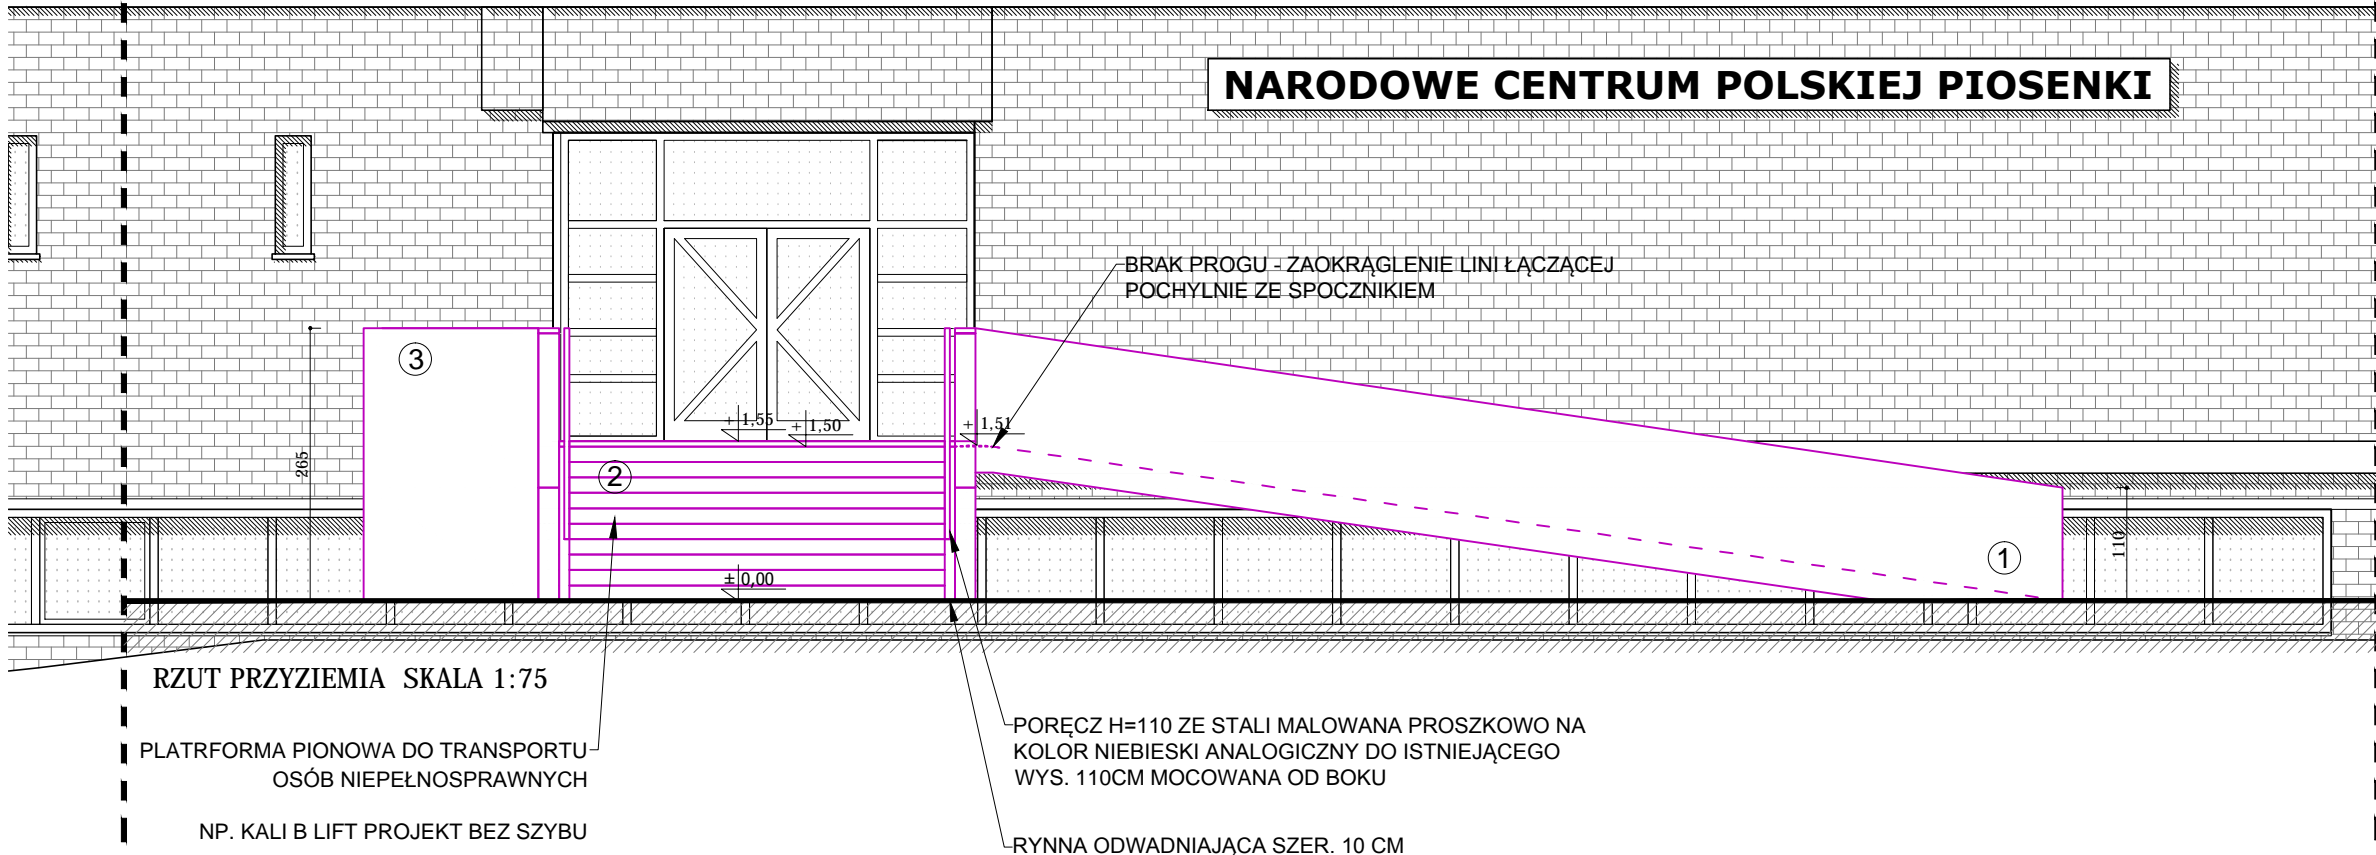 NARODOWE CENTRUM POLSKIEJ PIOSENKI
BRAK PROGU - ZAOKRĄGLENIE LINI ŁĄCZĄCEJ
POCHYLNIE ZE SPOCZNIKIEM
3
265
+ 1,55
+ 1,50
+ 1,51
2
110
1
± 0,00
RZUT PRZYZIEMIA SKALA 1:75
PLATRFORMA PIONOWA DO TRANSPORTU
OSÓB NIEPEŁNOSPRAWNYCH
NP. KALI B LIFT PROJEKT BEZ SZYBU
PORĘCZ H=110 ZE STALI MALOWANA PROSZKOWO NA
KOLOR NIEBIESKI ANALOGICZNY DO ISTNIEJĄCEGO
WYS. 110CM MOCOWANA OD BOKU
RYNNA ODWADNIAJĄCA SZER. 10 CM